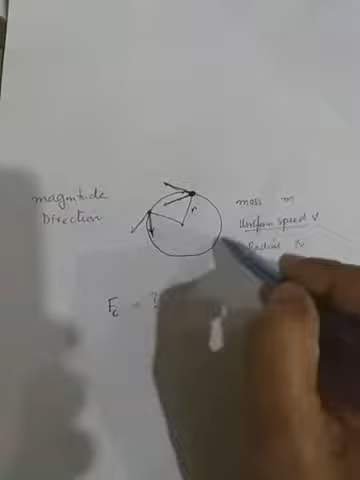 magnitude
Direction
r
mass m
Uniform speed v
Radius r
Fc = ?